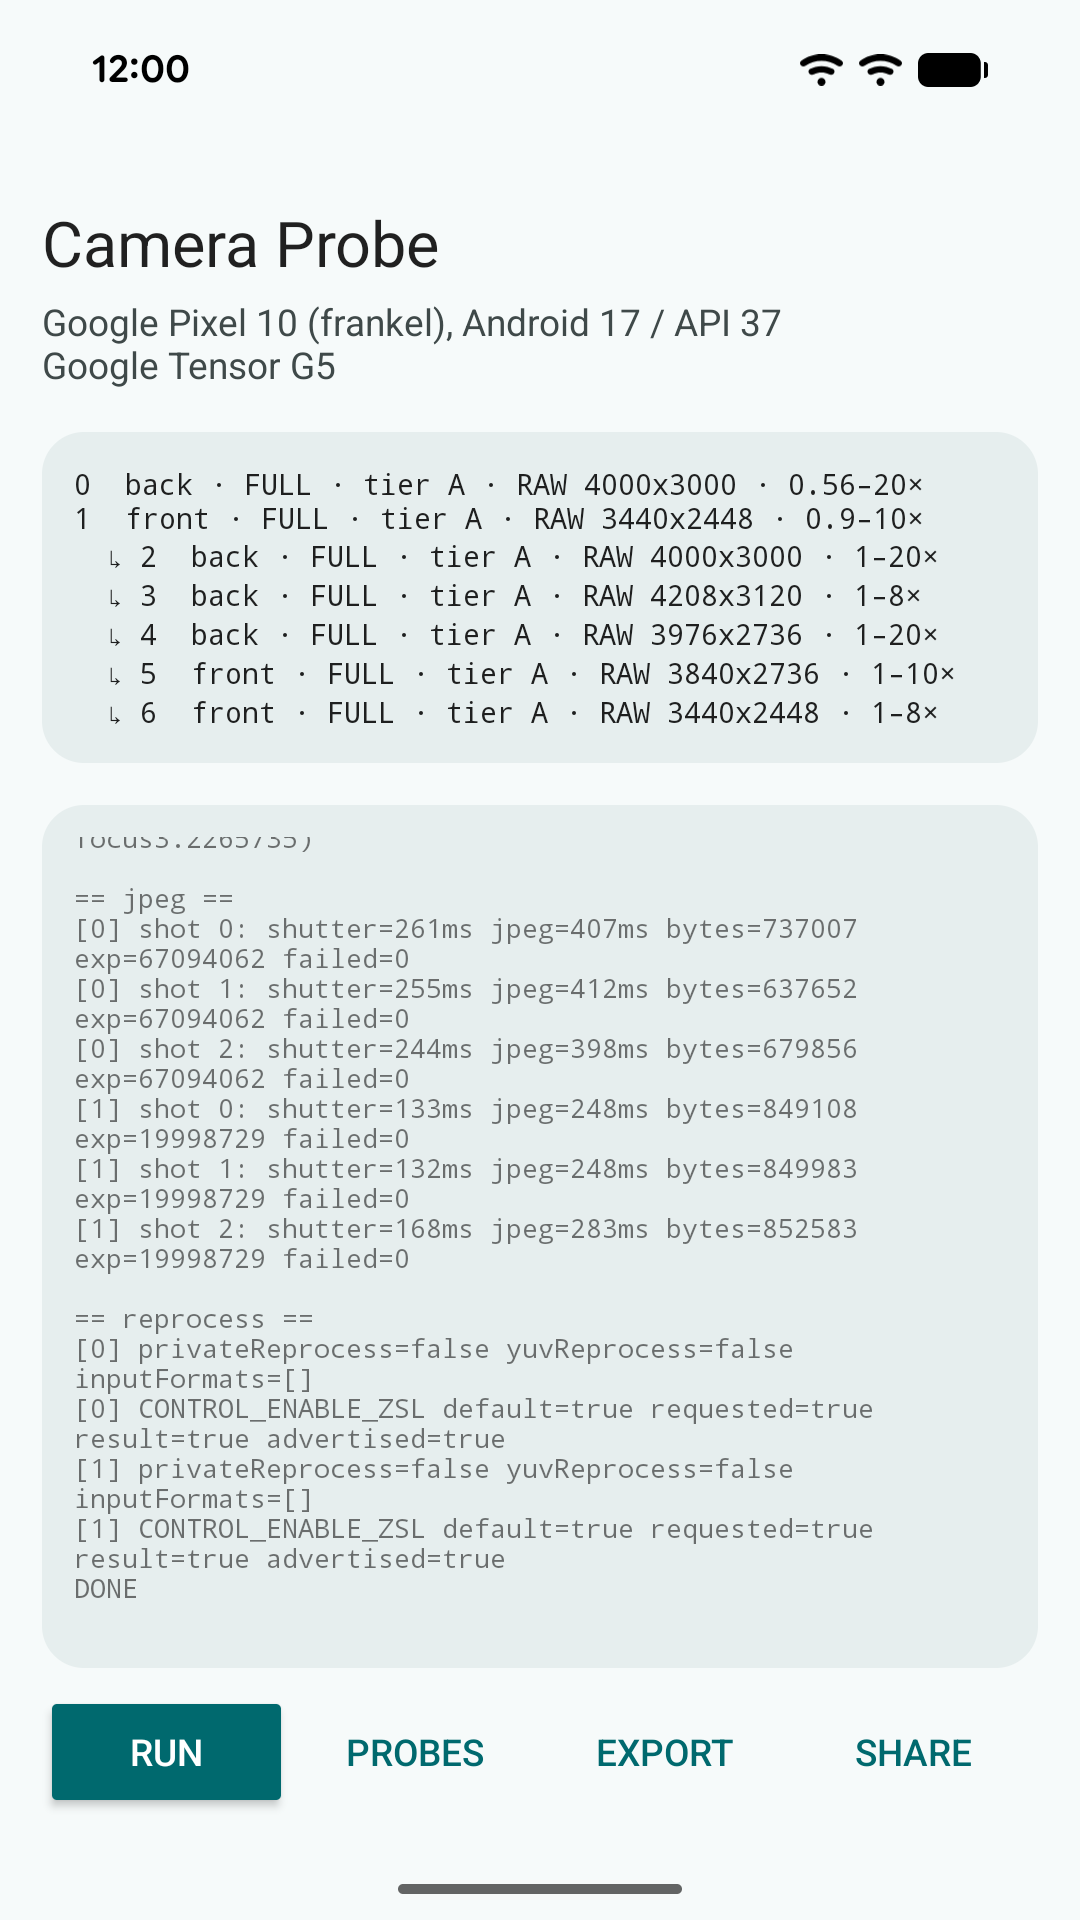 12:00
Camera Probe
Google Pixel 10 (frankel), Android 17 / API 37
Google Tensor G5
0  back · FULL · tier A · RAW 4000x3000 · 0.56–20×
1  front · FULL · tier A · RAW 3440x2448 · 0.9–10×
↳ 2  back · FULL · tier A · RAW 4000x3000 · 1–20×
↳ 3  back · FULL · tier A · RAW 4208x3120 · 1–8×
↳ 4  back · FULL · tier A · RAW 3976x2736 · 1–20×
↳ 5  front · FULL · tier A · RAW 3840x2736 · 1–10×
↳ 6  front · FULL · tier A · RAW 3440x2448 · 1–8×
focus3.2265735)
== jpeg ==
[0] shot 0: shutter=261ms jpeg=407ms bytes=737007
exp=67094062 failed=0
[0] shot 1: shutter=255ms jpeg=412ms bytes=637652
exp=67094062 failed=0
[0] shot 2: shutter=244ms jpeg=398ms bytes=679856
exp=67094062 failed=0
[1] shot 0: shutter=133ms jpeg=248ms bytes=849108
exp=19998729 failed=0
[1] shot 1: shutter=132ms jpeg=248ms bytes=849983
exp=19998729 failed=0
[1] shot 2: shutter=168ms jpeg=283ms bytes=852583
exp=19998729 failed=0
== reprocess ==
[0] privateReprocess=false yuvReprocess=false
inputFormats=[]
[0] CONTROL_ENABLE_ZSL default=true requested=true
result=true advertised=true
[1] privateReprocess=false yuvReprocess=false
inputFormats=[]
[1] CONTROL_ENABLE_ZSL default=true requested=true
result=true advertised=true
DONE
RUN PROBES EXPORT SHARE